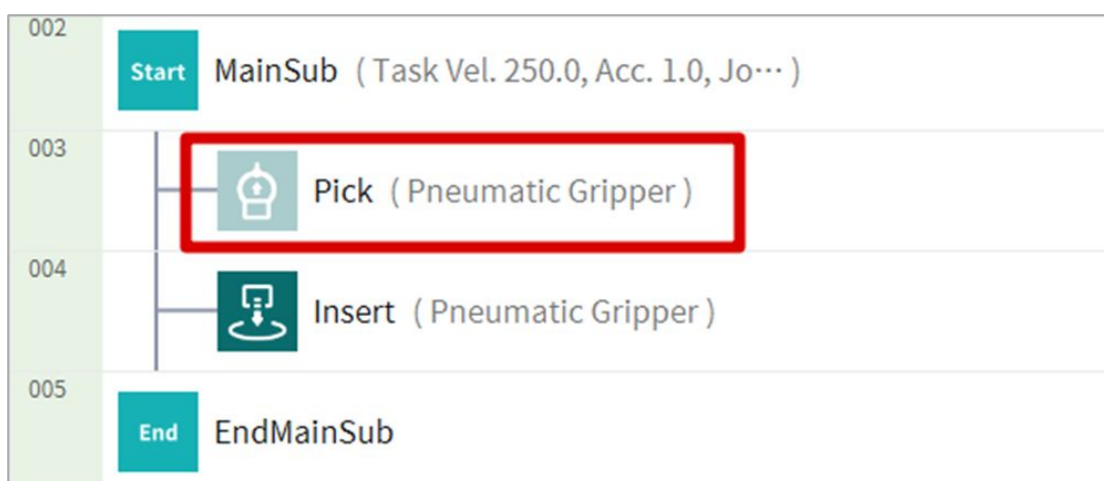 002
Start MainSub ( Task Vel. 250.0, Acc. 1.0, Jo··· )
003
Pick ( Pneumatic Gripper )
004
Insert ( Pneumatic Gripper )
005
End EndMainSub